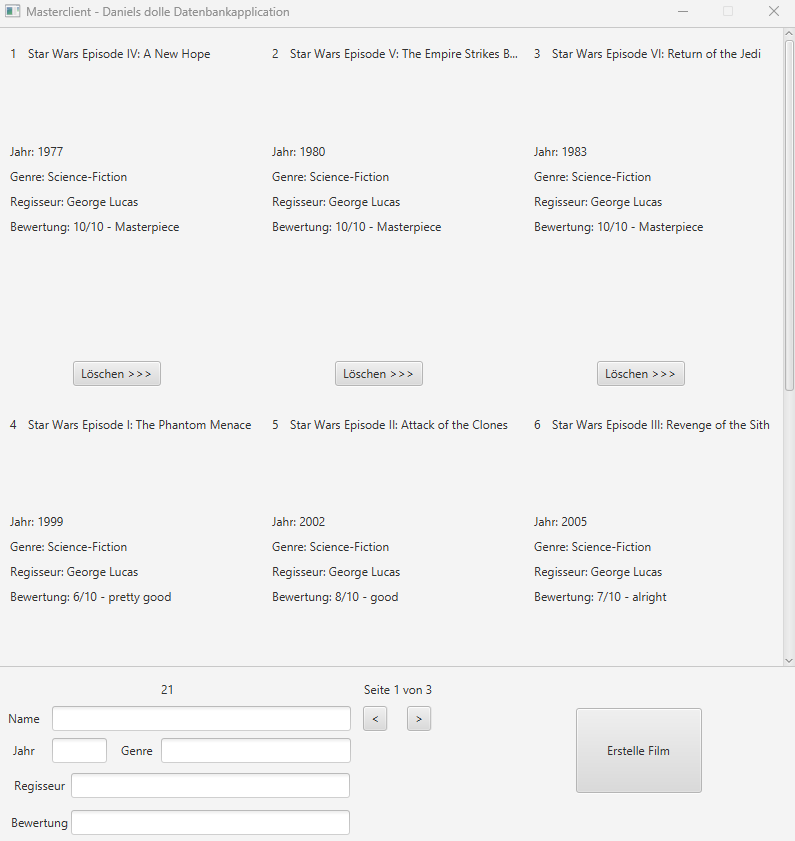 Masterclient - Daniels dolle Datenbankapplication
1 Star Wars Episode IV: A New Hope
2 Star Wars Episode V: The Empire Strikes B...
3 Star Wars Episode VI: Return of the Jedi
Jahr: 1977
Jahr: 1980
Jahr: 1983
Genre: Science-Fiction
Genre: Science-Fiction
Genre: Science-Fiction
Regisseur: George Lucas
Regisseur: George Lucas
Regisseur: George Lucas
Bewertung: 10/10 - Masterpiece
Bewertung: 10/10 - Masterpiece
Bewertung: 10/10 - Masterpiece
Löschen >>>
Löschen >>>
Löschen >>>
4 Star Wars Episode I: The Phantom Menace
5 Star Wars Episode II: Attack of the Clones
6 Star Wars Episode III: Revenge of the Sith
Jahr: 1999
Jahr: 2002
Jahr: 2005
Genre: Science-Fiction
Genre: Science-Fiction
Genre: Science-Fiction
Regisseur: George Lucas
Regisseur: George Lucas
Regisseur: George Lucas
Bewertung: 6/10 - pretty good
Bewertung: 8/10 - good
Bewertung: 7/10 - alright
21
Seite 1 von 3
Name
< >
Jahr
Genre
Erstelle Film
Regisseur
Bewertung